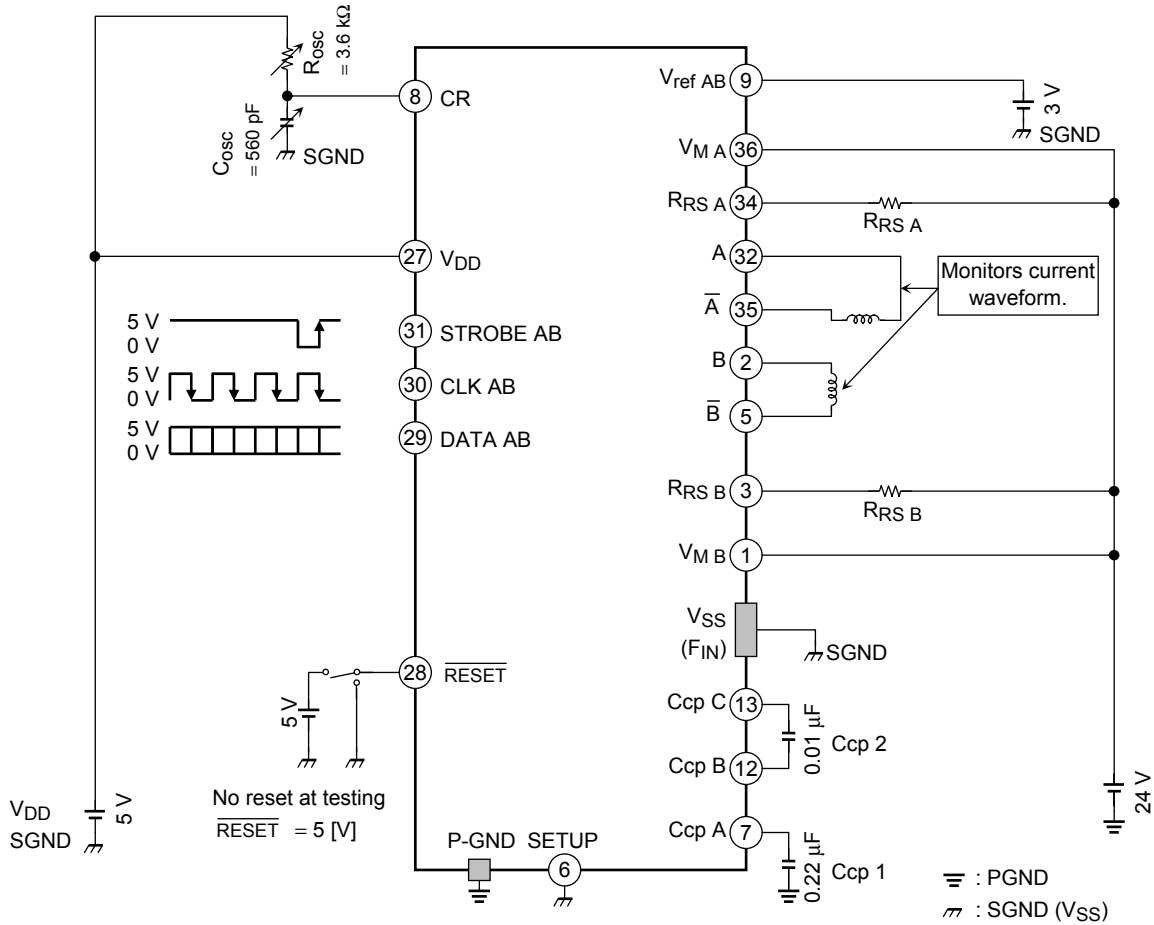 Rosc
= 3.6 kΩ
Cosc
= 560 pF
SGND
8 CR
27 VDD
5 V
0 V
31 STROBE AB
5 V
0 V
30 CLK AB
5 V
0 V
29 DATA AB
28 RESET
5 V
No reset at testing
RESET = 5 [V]
VDD
SGND
5 V
P-GND SETUP
6
Vref AB 9
3 V
SGND
VM A 36
RRS A 34
RRS A
A 32
A 35
Monitors current
waveform.
B 2
B 5
RRS B 3
RRS B
VM B 1
VSS
(FIN)
SGND
Ccp C 13
0.01 µF
Ccp 2
Ccp B 12
Ccp A 7
0.22 µF
Ccp 1
24 V
: PGND
: SGND (VSS)